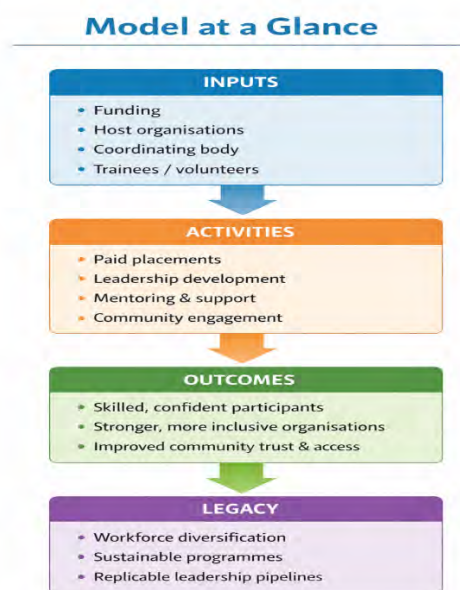 Model at a Glance
INPUTS
• Funding
• Host organisations
• Coordinating body
• Trainees / volunteers
ACTIVITIES
• Paid placements
• Leadership development
• Mentoring & support
• Community engagement
OUTCOMES
• Skilled, confident participants
• Stronger, more inclusive organisations
• Improved community trust & access
LEGACY
• Workforce diversification
• Sustainable programmes
• Replicable leadership pipelines